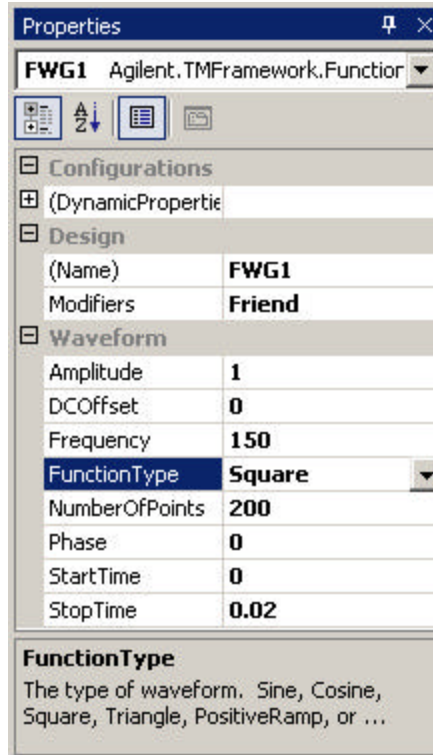 Properties
FWG1 Agilent.TMFramework.Function
A
Z
Configurations
(DynamicPropertie
Design
(Name) FWG1
Modifiers Friend
Waveform
Amplitude 1
DCOffset 0
Frequency 150
FunctionType Square
NumberOfPoints 200
Phase 0
StartTime 0
StopTime 0.02
FunctionType
The type of waveform. Sine, Cosine,
Square, Triangle, PositiveRamp, or ...